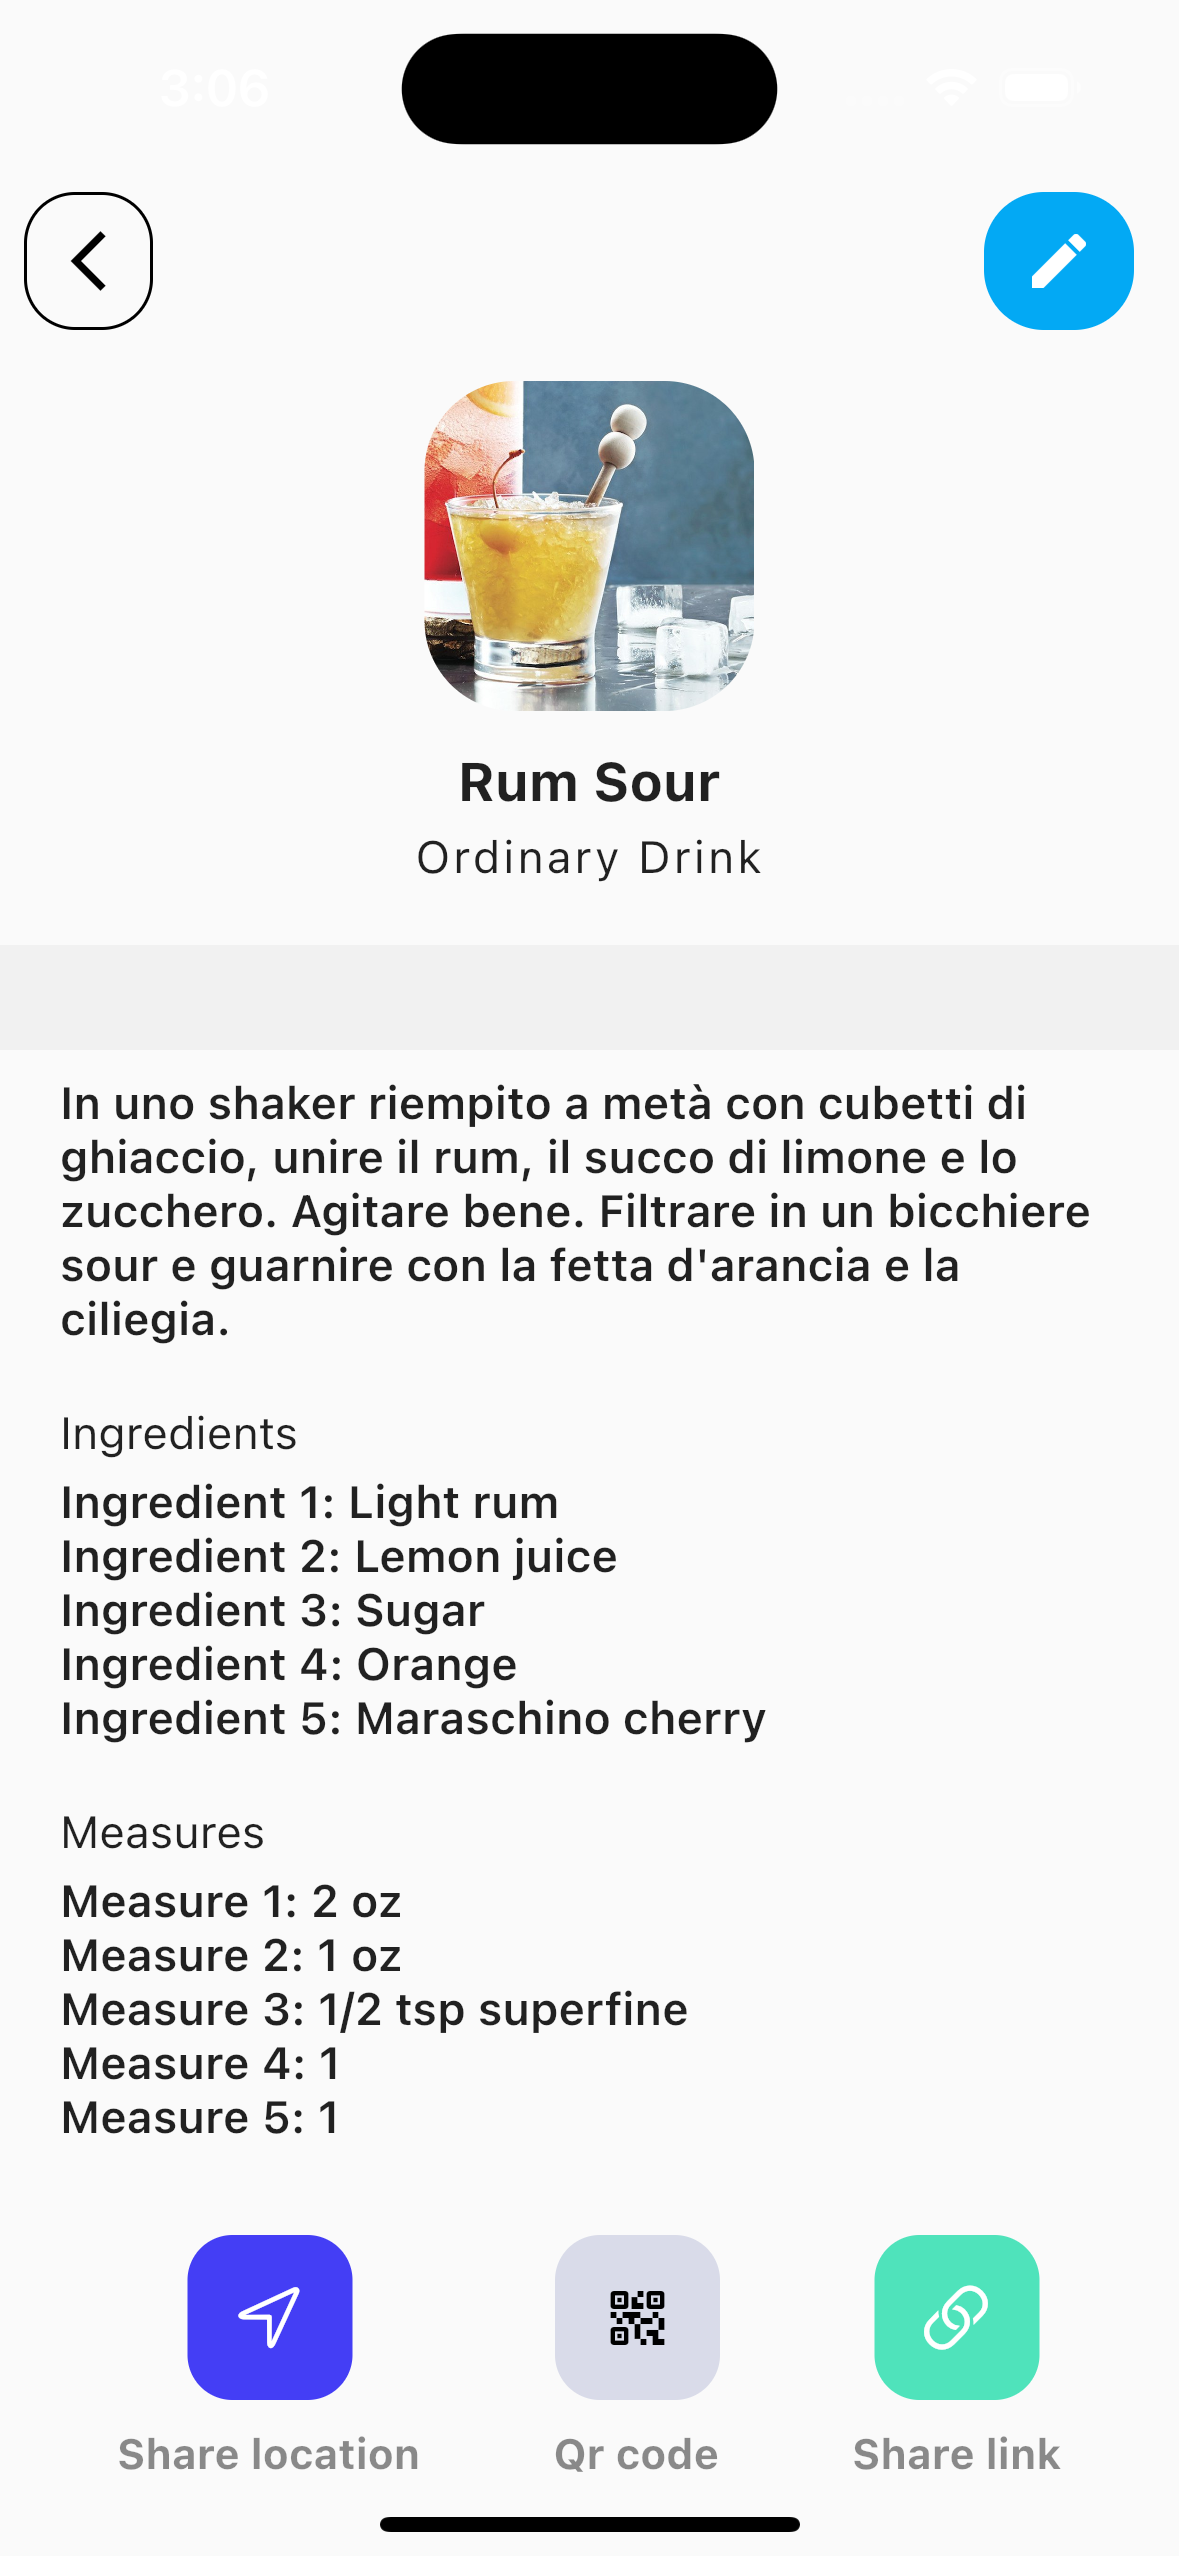 3:06
Rum Sour
Ordinary Drink
In uno shaker riempito a metà con cubetti di
ghiaccio, unire il rum, il succo di limone e lo
zucchero. Agitare bene. Filtrare in un bicchiere
sour e guarnire con la fetta d'arancia e la
ciliegia.
Ingredients
Ingredient 1: Light rum
Ingredient 2: Lemon juice
Ingredient 3: Sugar
Ingredient 4: Orange
Ingredient 5: Maraschino cherry
Measures
Measure 1: 2 oz
Measure 2: 1 oz
Measure 3: 1/2 tsp superfine
Measure 4: 1
Measure 5: 1
Share location
Qr code
Share link